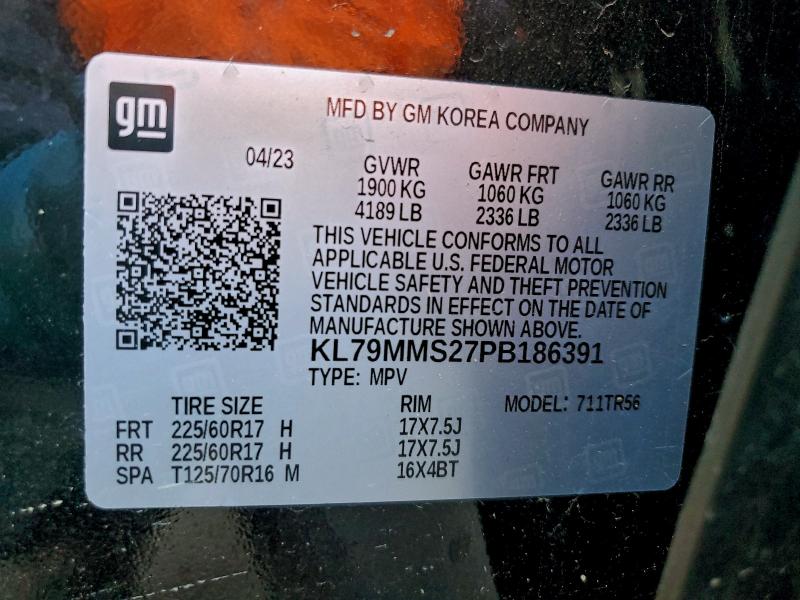 gm
MFD BY GM KOREA COMPANY
04/23
GVWR GAWR FRT GAWR RR
1900 KG 1060 KG 1060 KG
4189 LB 2336 LB 2336 LB
THIS VEHICLE CONFORMS TO ALL
APPLICABLE U.S. FEDERAL MOTOR
VEHICLE SAFETY AND THEFT PREVENTION
STANDARDS IN EFFECT ON THE DATE OF
MANUFACTURE SHOWN ABOVE.
KL79MMS27PB186391
TYPE: MPV
TIRE SIZE RIM MODEL: 711TR56
FRT 225/60R17 H 17X7.5J
RR 225/60R17 H 17X7.5J
SPA T125/70R16 M 16X4BT